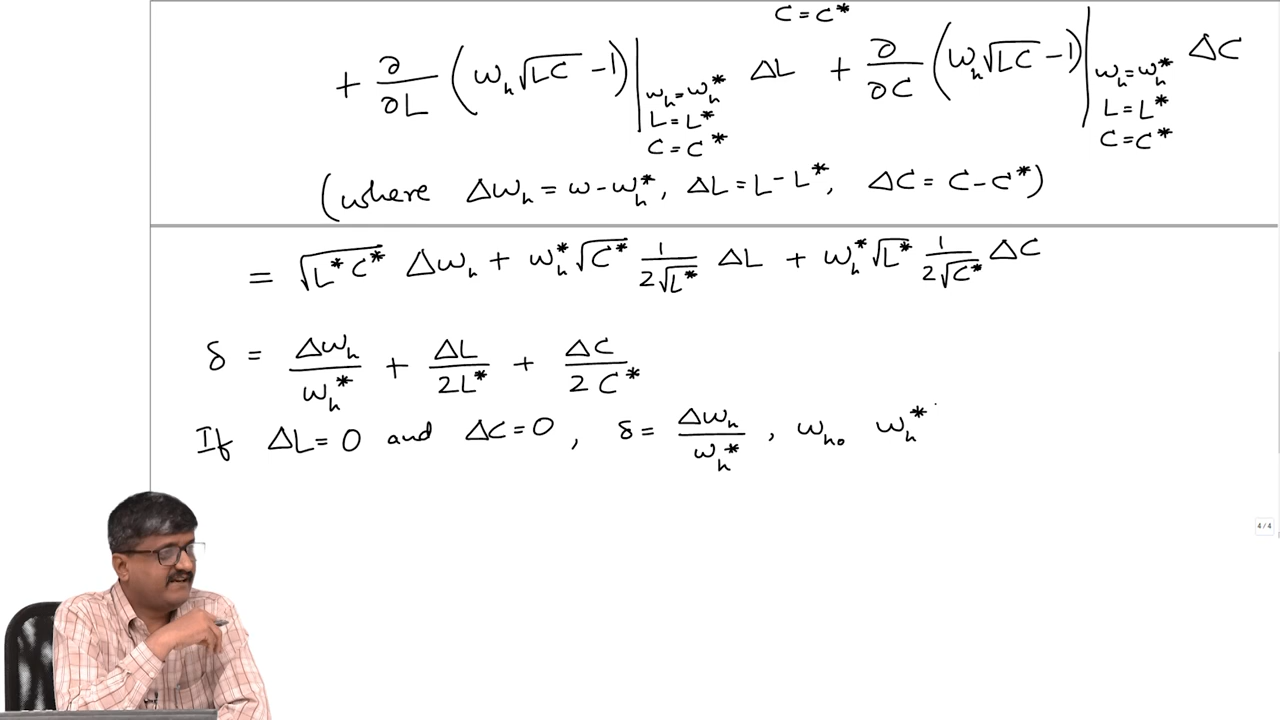 C = C*
+ ∂/∂L (ω_h √(LC) − 1) |_{ω_h = ω_h*, L = L*, C = C*} ΔL + ∂/∂C (ω_h √(LC) − 1) |_{ω_h = ω_h*, L = L*, C = C*} ΔC
(where Δω_h = ω − ω_h*, ΔL = L − L*, ΔC = C − C*)
= √(L* C*) Δω_h + ω_h* √(C*) 1/(2√(L*)) ΔL + ω_h* √(L*) 1/(2√(C*)) ΔC
δ = Δω_h/ω_h* + ΔL/2L* + ΔC/2C*
If ΔL = 0 and ΔC = 0, δ = Δω_h/ω_h*, ω_h0 ω_h*
4 / 4